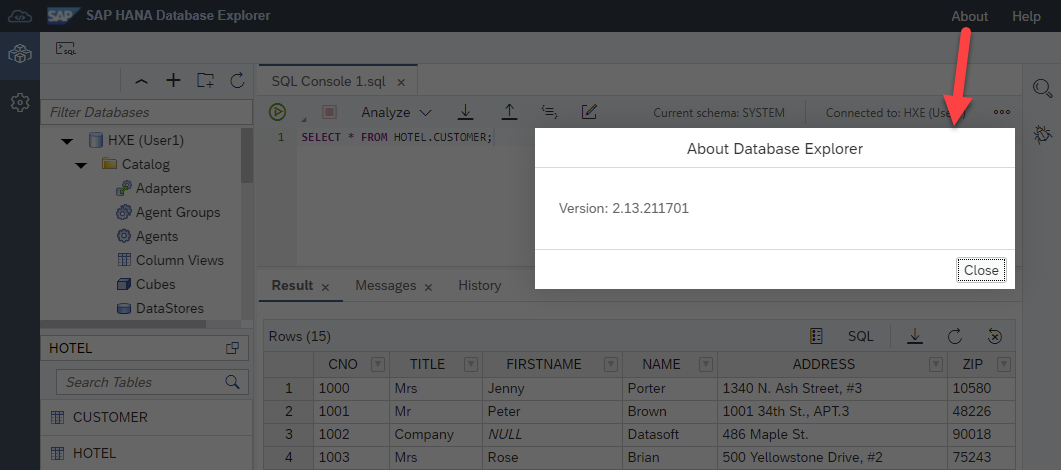 SAP SAP HANA Database Explorer About Help
SQL
Filter Databases
HXE (User1)
Catalog
Adapters
Agent Groups
Agents
Column Views
Cubes
DataStores
HOTEL
Search Tables
CUSTOMER
HOTEL
SQL Console 1.sql ×
Analyze Current schema: SYSTEM Connected to: HXE (User
1 SELECT * FROM HOTEL.CUSTOMER;
About Database Explorer
Version: 2.13.211701
Close
Result × Messages × History
Rows (15) SQL
CNO TITLE FIRSTNAME NAME ADDRESS ZIP
1 1000 Mrs Jenny Porter 1340 N. Ash Street, #3 10580
2 1001 Mr Peter Brown 1001 34th St., APT.3 48226
3 1002 Company NULL Datasoft 486 Maple St. 90018
4 1003 Mrs Rose Brian 500 Yellowstone Drive, #2 75243